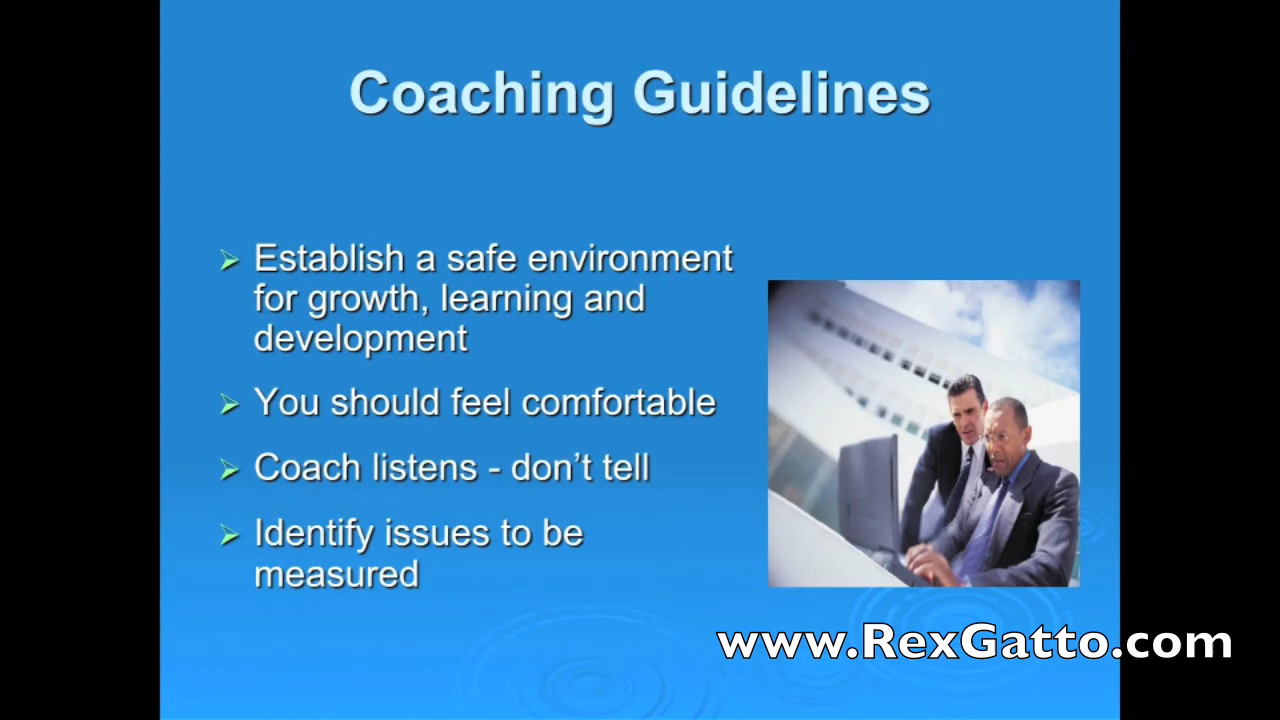 Coaching Guidelines
Establish a safe environment
for growth, learning and
development
You should feel comfortable
Coach listens - don’t tell
Identify issues to be
measured
www.RexGatto.com